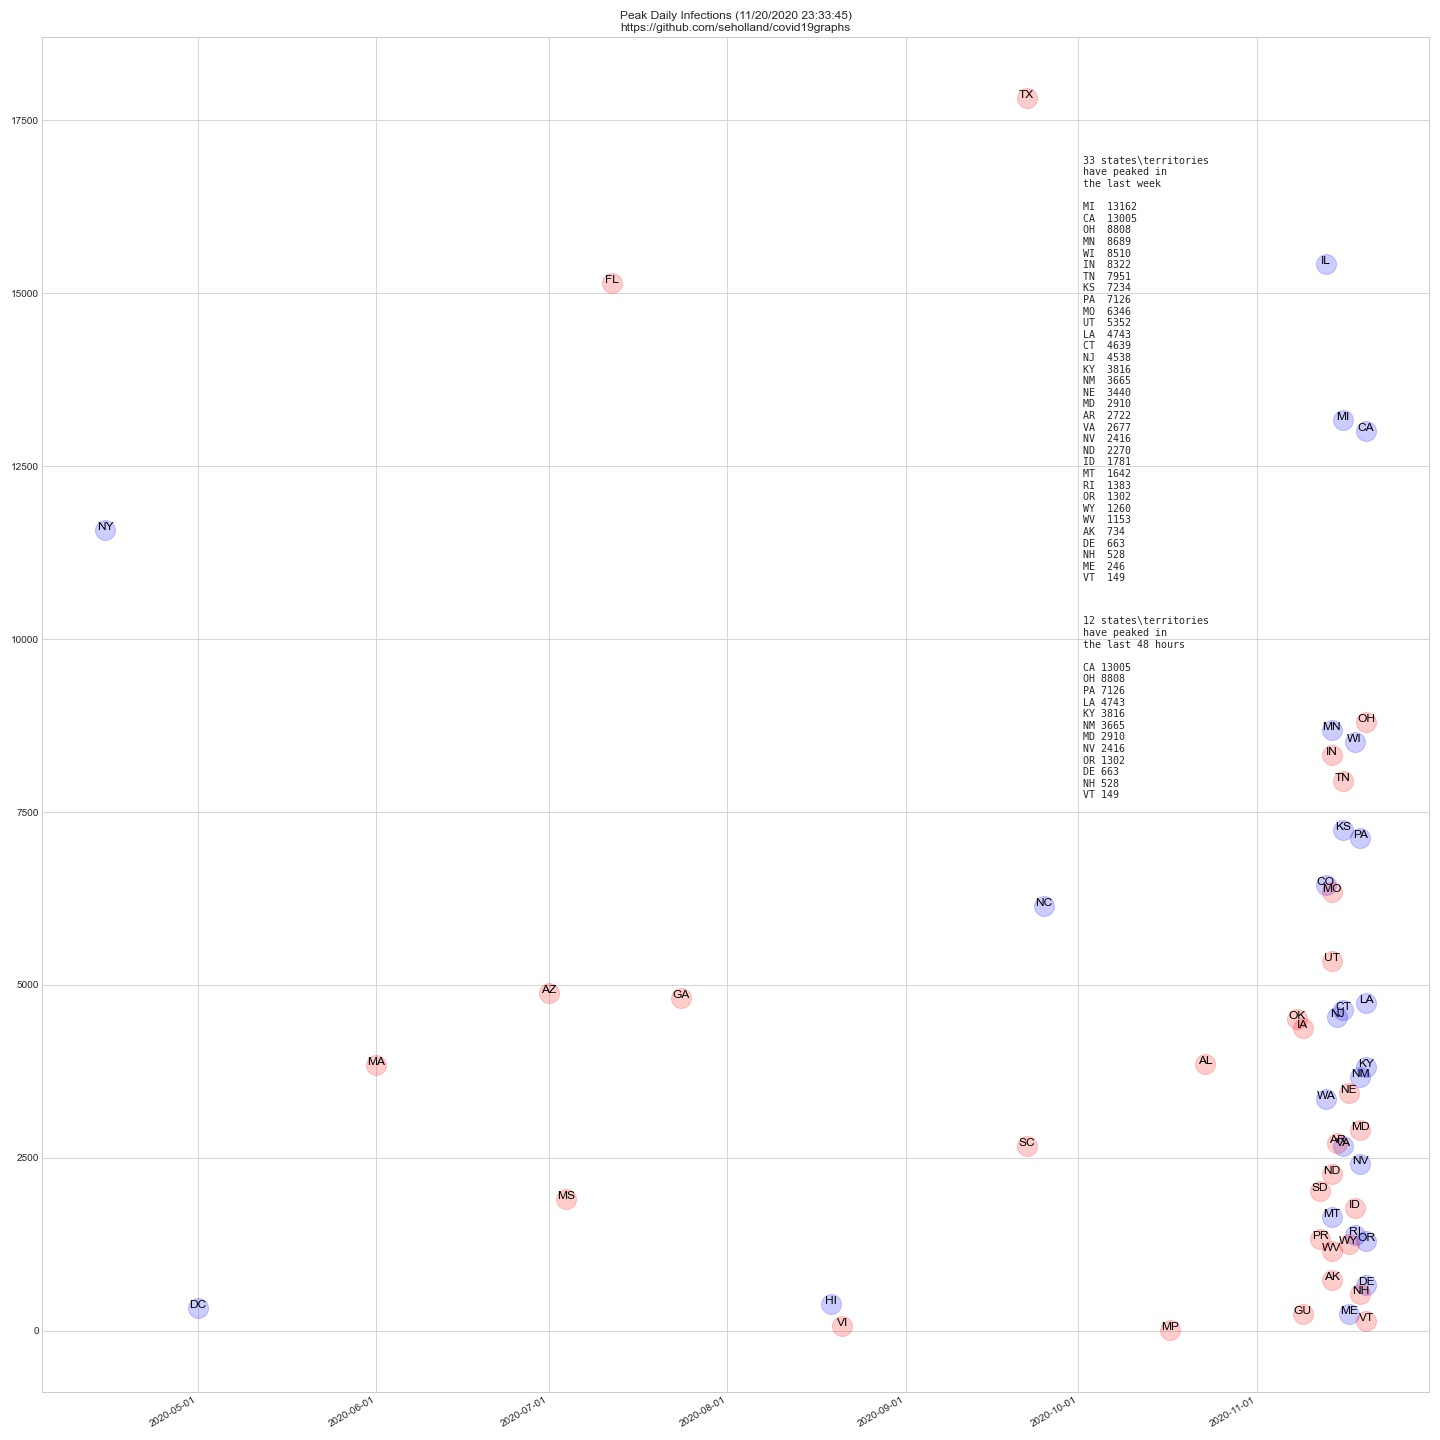 Peak Daily Infections (11/20/2020 23:33:45)
https://github.com/seholland/covid19graphs
TX
17500
33 states\territories
have peaked in
the last week
MI 13162
CA 13005
OH 8808
MN 8689
WI 8510
IN 8322
TN 7951
KS 7234
PA 7126
MO 6346
UT 5352
LA 4743
CT 4639
NJ 4538
KY 3816
NM 3665
NE 3440
MD 2910
AR 2722
VA 2677
NV 2416
ND 2270
ID 1781
MT 1642
RI 1383
OR 1302
WY 1260
WV 1153
AK 734
DE 663
NH 528
ME 246
VT 149
12 states\territories
have peaked in
the last 48 hours
CA 13005
OH 8808
PA 7126
LA 4743
KY 3816
NM 3665
MD 2910
NV 2416
OR 1302
DE 663
NH 528
VT 149
IL
FL
15000
MI
CA
12500
NY
10000
OH
MN
WI
IN
TN
7500
KS
PA
CO
MO
NC
UT
5000
AZ
GA
LA
CT
NJ
OK
IA
MA
AL
KY
NM
NE
WA
MD
AR
VA
SC
2500
NV
ND
SD
MS
ID
MT
RI
PR
OR
WY
WV
AK
DE
NH
DC
HI
GU
ME
VI
VT
MP
0
2020-05-01
2020-06-01
2020-07-01
2020-08-01
2020-09-01
2020-10-01
2020-11-01